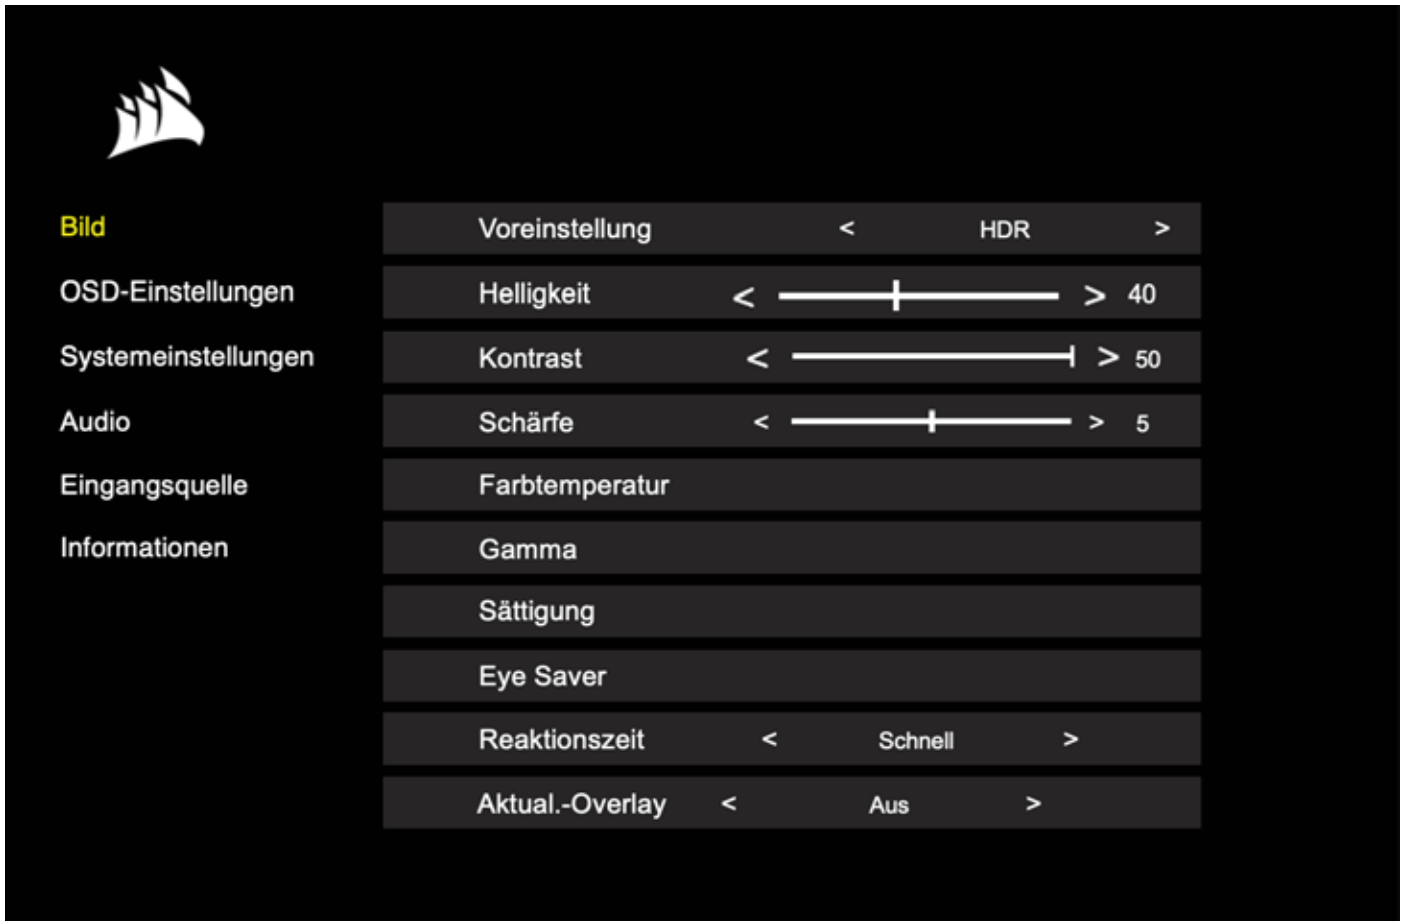 Bild
OSD-Einstellungen
Systemeinstellungen
Audio
Eingangsquelle
Informationen
Voreinstellung < HDR >
Helligkeit < > 40
Kontrast < > 50
Schärfe < > 5
Farbtemperatur
Gamma
Sättigung
Eye Saver
Reaktionszeit < Schnell >
Aktual.-Overlay < Aus >